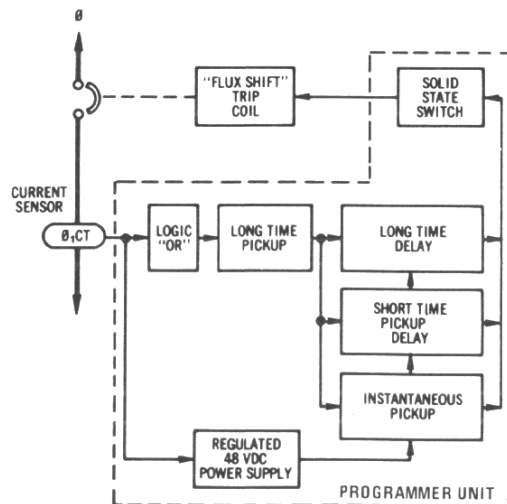 Ø
"FLUX SHIFT"
TRIP
COIL
SOLID
STATE
SWITCH
CURRENT
SENSOR
Ø,CT
LOGIC
"OR"
LONG TIME
PICKUP
LONG TIME
DELAY
SHORT TIME
PICKUP
DELAY
INSTANTANEOUS
PICKUP
REGULATED
48 VDC
POWER SUPPLY
PROGRAMMER UNIT